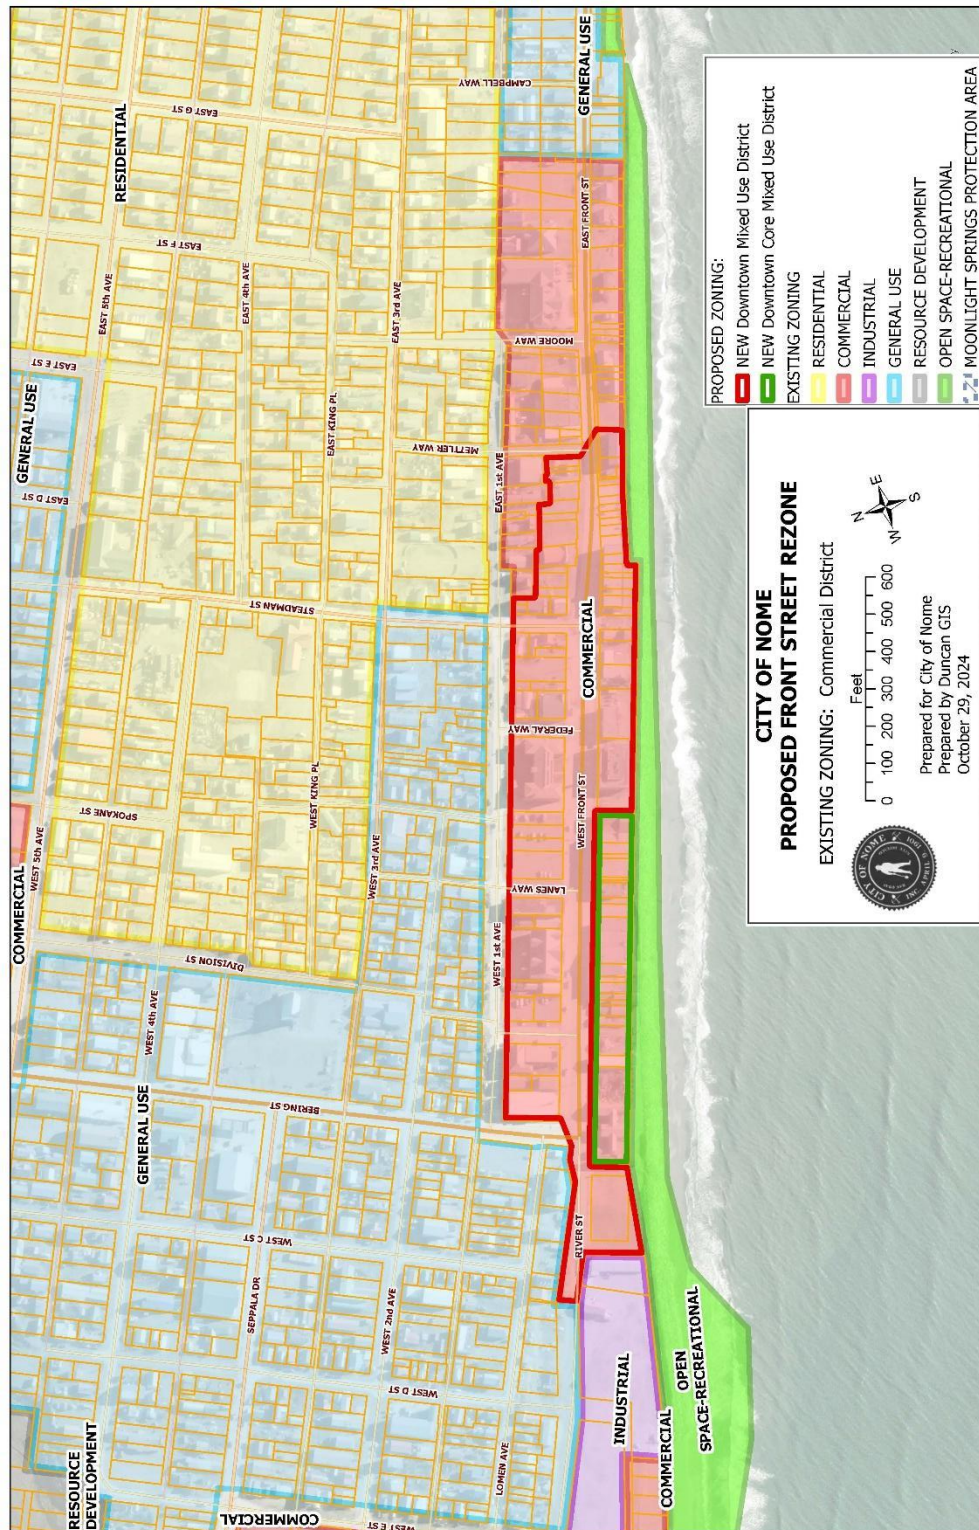 GENERAL USE
CAMPBELL WAY
EAST G ST
RESIDENTIAL
EAST F ST
EAST 5th AVE
EAST 4th AVE
EAST 3rd AVE
EAST FRONT ST
MOORE WAY
EAST E ST
GENERAL USE
EAST D ST
EAST KING PL
METTLER WAY
EAST 1st AVE
STEADMAN ST
COMMERCIAL
FEDERAL WAY
WEST FRONT ST
SPOKANE ST
WEST KING PL
WEST 3rd AVE
WEST 5th AVE
COMMERCIAL
LANES WAY
WEST 1st AVE
DIVISION ST
WEST 4th AVE
BERING ST
GENERAL USE
WEST C ST
RIVER ST
SEPPALA DR
WEST 2nd AVE
WEST D ST
LOMEN AVE
INDUSTRIAL
OPEN
SPACE-RECREATIONAL
COMMERCIAL
RESOURCE
DEVELOPMENT
COMMERCIAL
WEST E ST
PROPOSED ZONING:
NEW Downtown Mixed Use District
NEW Downtown Core Mixed Use District
EXISTING ZONING
RESIDENTIAL
COMMERCIAL
INDUSTRIAL
GENERAL USE
RESOURCE DEVELOPMENT
OPEN SPACE-RECREATIONAL
MOONLIGHT SPRINGS PROTECTION AREA
CITY OF NOME
PROPOSED FRONT STREET REZONE
EXISTING ZONING: Commercial District
N
E
S
W
Feet
0 100 200 300 400 500 600
CITY OF NOME
Prepared for City of Nome
Prepared by Duncan GIS
October 29, 2024